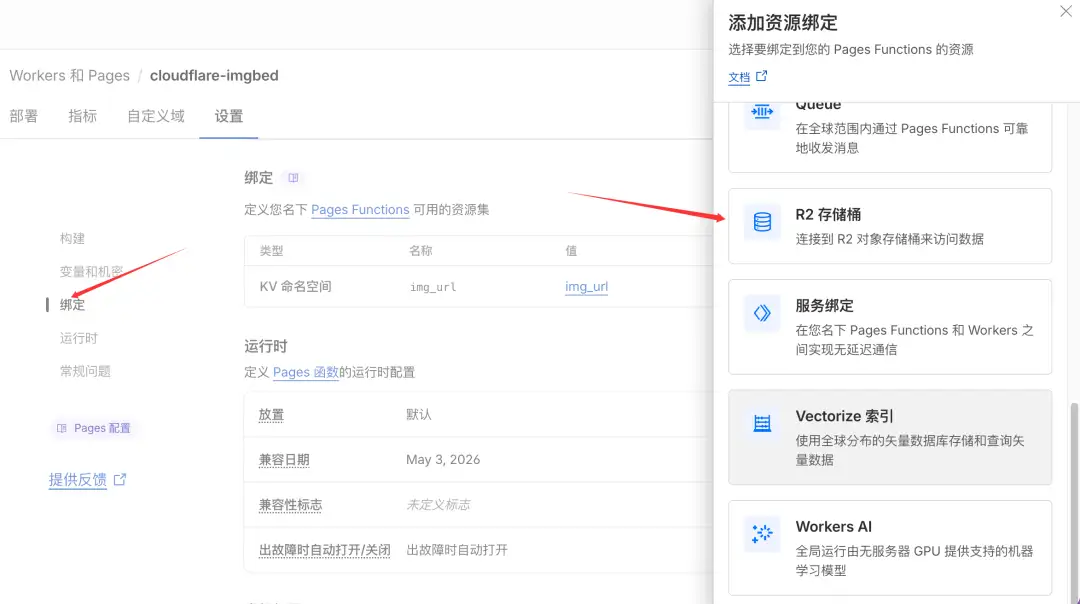 Workers 和 Pages / cloudflare-imgbed
部署 指标 自定义域 设置
构建
变量和机密
绑定
运行时
常规问题
Pages 配置
提供反馈
绑定
定义您名下 Pages Functions 可用的资源集
类型 名称 值
KV 命名空间 img_url img_url
运行时
定义 Pages 函数的运行时配置
放置 默认
兼容日期 May 3, 2026
兼容性标志 未定义标志
出故障时自动打开/关闭 出故障时自动打开
添加资源绑定
选择要绑定到您的 Pages Functions 的资源
文档
Queue
在全球范围内通过 Pages Functions 可靠
地收发消息
R2 存储桶
连接到 R2 对象存储桶来访问数据
服务绑定
在您名下 Pages Functions 和 Workers 之
间实现无延迟通信
Vectorize 索引
使用全球分布的矢量数据库存储和查询矢
量数据
Workers AI
全局运行由无服务器 GPU 提供支持的机器
学习模型